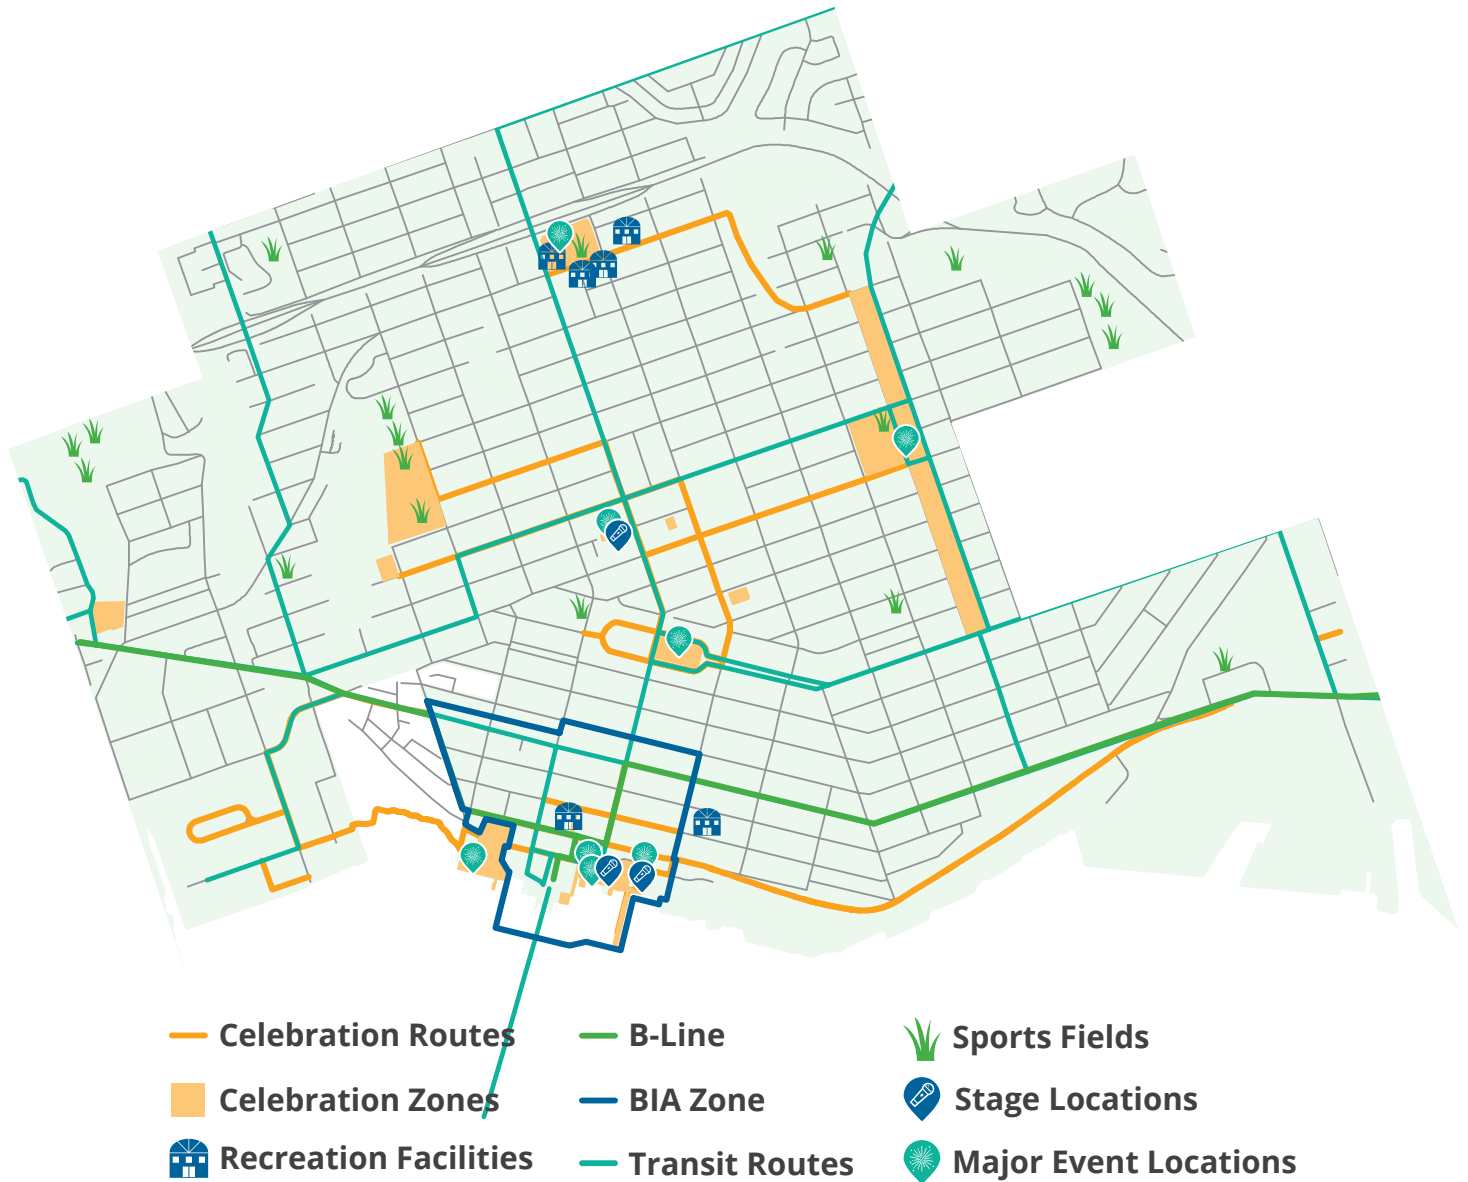 Celebration Routes
B-Line
Sports Fields
Celebration Zones
BIA Zone
Stage Locations
Recreation Facilities
Transit Routes
Major Event Locations